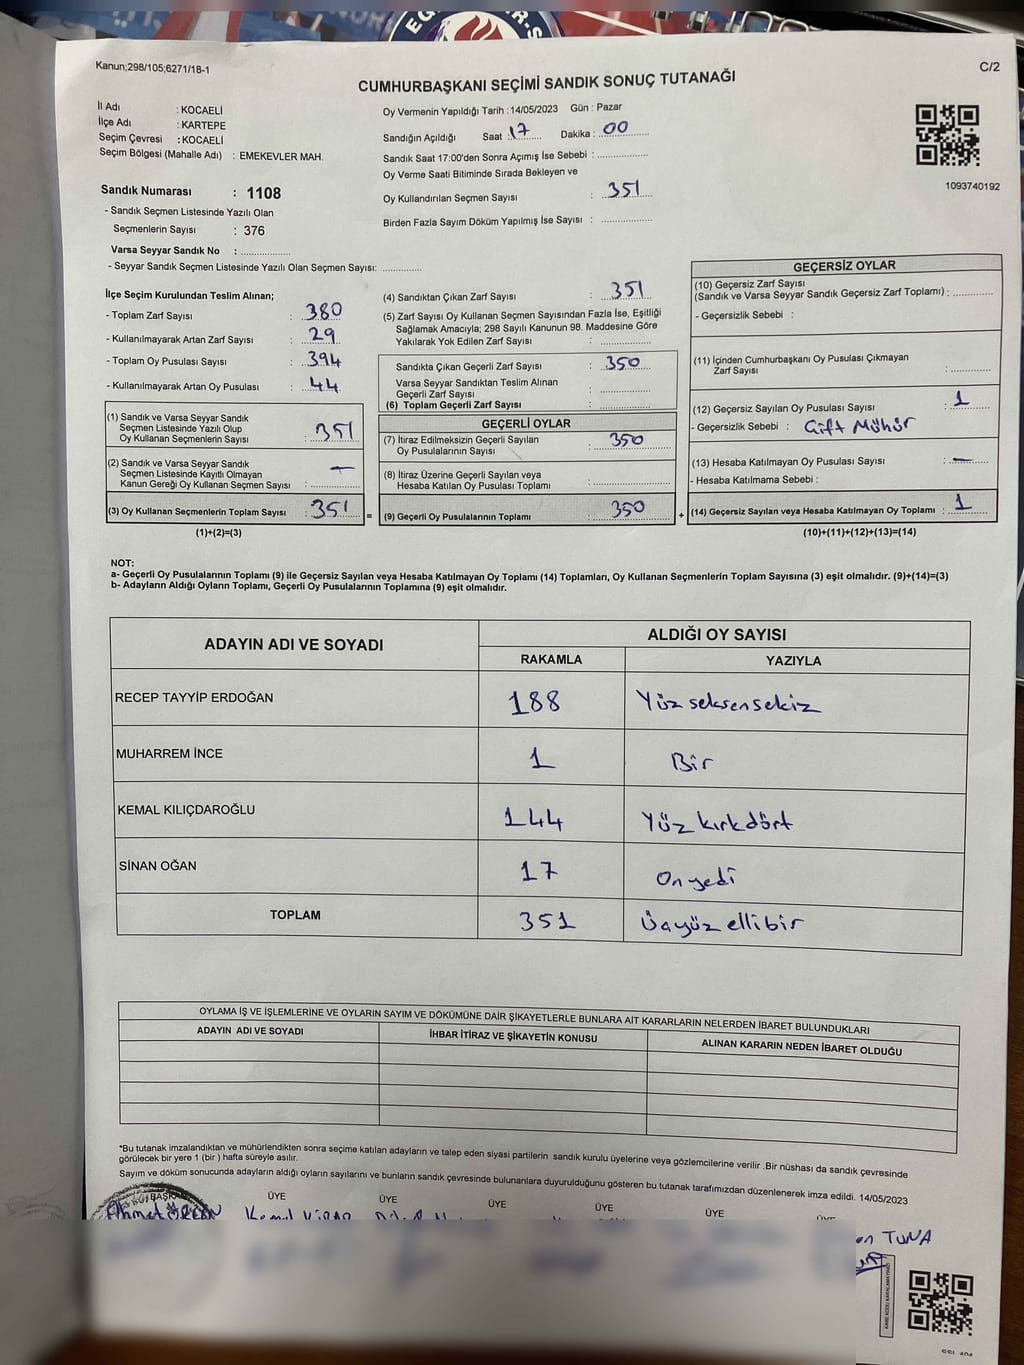 Kanun;298/105;6271/18-1
C/2
CUMHURBAŞKANI SEÇİMİ SANDIK SONUÇ TUTANAĞI
İl Adı : KOCAELİ
İlçe Adı : KARTEPE
Seçim Çevresi : KOCAELİ
Seçim Bölgesi (Mahalle Adı) : EMEKEVLER MAH.
Sandık Numarası : 1108
- Sandık Seçmen Listesinde Yazılı Olan
Seçmenlerin Sayısı : 376
Varsa Seyyar Sandık No : ..................
- Seyyar Sandık Seçmen Listesinde Yazılı Olan Seçmen Sayısı: ..............
Oy Vermenin Yapıldığı Tarih : 14/05/2023 Gün : Pazar
Sandığın Açıldığı Saat : 17 Dakika : 00
Sandık Saat 17:00'den Sonra Açımış İse Sebebi : ..................
Oy Verme Saati Bitiminde Sırada Bekleyen ve
Oy Kullandırılan Seçmen Sayısı : 351
Birden Fazla Sayım Döküm Yapılmış İse Sayısı : ..................
1093740192
İlçe Seçim Kurulundan Teslim Alınan;
- Toplam Zarf Sayısı : 380
- Kullanılmayarak Artan Zarf Sayısı : 29
- Toplam Oy Pusulası Sayısı : 394
- Kullanılmayarak Artan Oy Pusulası : 44
(1) Sandık ve Varsa Seyyar Sandık
Seçmen Listesinde Yazılı Olup
Oy Kullanan Seçmenlerin Sayısı : 351
(2) Sandık ve Varsa Seyyar Sandık
Seçmen Listesinde Kayıtlı Olmayan
Kanun Gereği Oy Kullanan Seçmen Sayısı : —
(3) Oy Kullanan Seçmenlerin Toplam Sayısı : 351 =
(1)+(2)=(3)
(4) Sandıktan Çıkan Zarf Sayısı : 351
(5) Zarf Sayısı Oy Kullanan Seçmen Sayısından Fazla İse, Eşitliği
Sağlamak Amacıyla; 298 Sayılı Kanunun 98. Maddesine Göre
Yakılarak Yok Edilen Zarf Sayısı : ..................
Sandıkta Çıkan Geçerli Zarf Sayısı : 350
Varsa Seyyar Sandıktan Teslim Alınan
Geçerli Zarf Sayısı : ..................
(6) Toplam Geçerli Zarf Sayısı : ..................
GEÇERLİ OYLAR
(7) İtiraz Edilmeksizin Geçerli Sayılan
Oy Pusulalarının Sayısı : 350
(8) İtiraz Üzerine Geçerli Sayılan veya
Hesaba Katılan Oy Pusulası Toplamı : ..................
(9) Geçerli Oy Pusulalarının Toplamı : 350 +
GEÇERSİZ OYLAR
(10) Geçersiz Zarf Sayısı
(Sandık ve Varsa Seyyar Sandık Geçersiz Zarf Toplamı) : ............
- Geçersizlik Sebebi :
(11) İçinden Cumhurbaşkanı Oy Pusulası Çıkmayan
Zarf Sayısı : ............
(12) Geçersiz Sayılan Oy Pusulası Sayısı : 1
- Geçersizlik Sebebi : Çift Mühür
(13) Hesaba Katılmayan Oy Pusulası Sayısı : —
- Hesaba Katılmama Sebebi :
(14) Geçersiz Sayılan veya Hesaba Katılmayan Oy Toplamı : 1
(10)+(11)+(12)+(13)=(14)
NOT:
a- Geçerli Oy Pusulalarının Toplamı (9) ile Geçersiz Sayılan veya Hesaba Katılmayan Oy Toplamı (14) Toplamları, Oy Kullanan Seçmenlerin Toplam Sayısına (3) eşit olmalıdır. (9)+(14)=(3)
b- Adayların Aldığı Oyların Toplamı, Geçerli Oy Pusulalarının Toplamına (9) eşit olmalıdır.
ADAYIN ADI VE SOYADI ALDIĞI OY SAYISI
RAKAMLA YAZIYLA
RECEP TAYYİP ERDOĞAN 188 Yüz seksen sekiz
MUHARREM İNCE 1 Bir
KEMAL KILIÇDAROĞLU 144 Yüz kırk dört
SİNAN OĞAN 17 On yedi
TOPLAM 351 Üçyüz elli bir
OYLAMA İŞ VE İŞLEMLERİNE VE OYLARIN SAYIM VE DÖKÜMÜNE DAİR ŞİKAYETLERLE BUNLARA AİT KARARLARIN NELERDEN İBARET BULUNDUKLARI
ADAYIN ADI VE SOYADI İHBAR İTİRAZ VE ŞİKAYETİN KONUSU ALINAN KARARIN NEDEN İBARET OLDUĞU
*Bu tutanak imzalandıktan ve mühürlendikten sonra seçime katılan adayların ve talep eden siyasi partilerin sandık kurulu üyelerine veya gözlemcilerine verilir .Bir nüshası da sandık çevresinde
görülecek bir yere 1 (bir ) hafta süreyle asılır.
Sayım ve döküm sonucunda adayların aldığı oyların sayılarını ve bunların sandık çevresinde bulunanlara duyurulduğunu gösteren bu tutanak tarafımızdan düzenlenerek imza edildi. 14/05/2023
BAŞKAN ÜYE ÜYE ÜYE ÜYE ÜYE ÜYE
Ahmet Kemal
TUNA